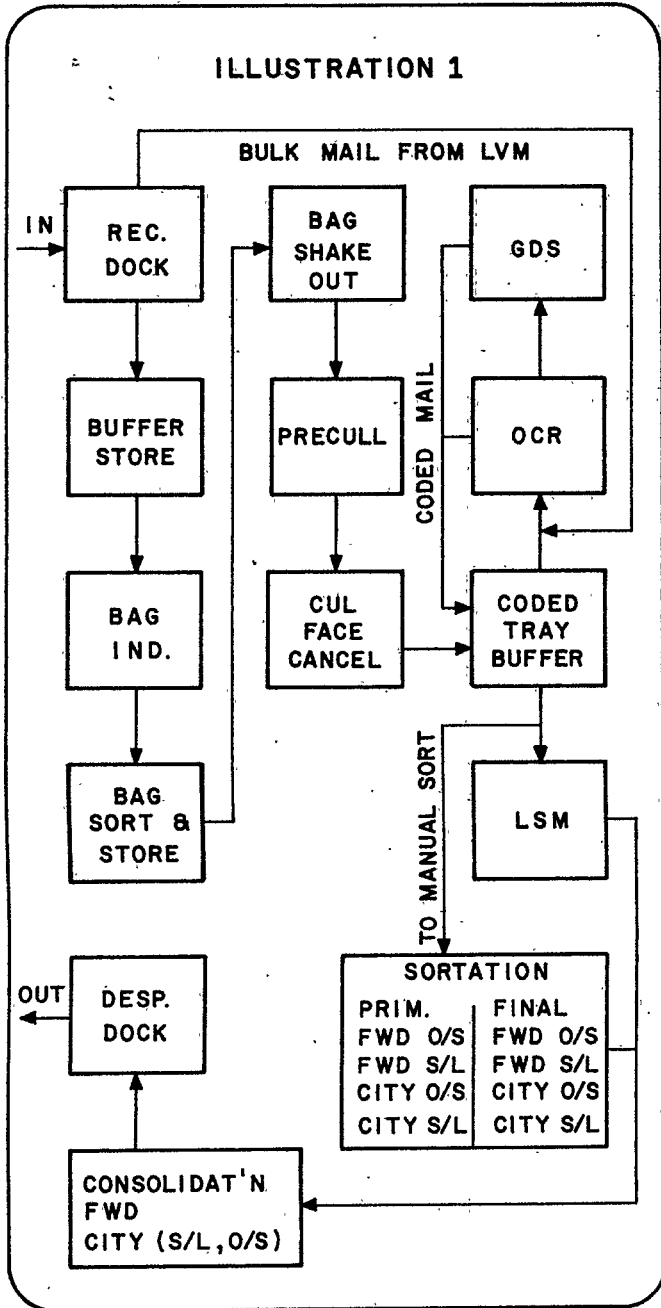 ILLUSTRATION 1
BULK MAIL FROM LVM
IN
REC.
DOCK
BAG
SHAKE
OUT
GDS
BUFFER
STORE
PRECULL
CODED MAIL
OCR
BAG
IND.
CUL
FACE
CANCEL
CODED
TRAY
BUFFER
BAG
SORT &
STORE
TO MANUAL SORT
LSM
OUT
DESP.
DOCK
SORTATION
PRIM. FINAL
FWD O/S FWD O/S
FWD S/L FWD S/L
CITY O/S CITY O/S
CITY S/L CITY S/L
CONSOLIDAT'N
FWD
CITY (S/L, O/S)